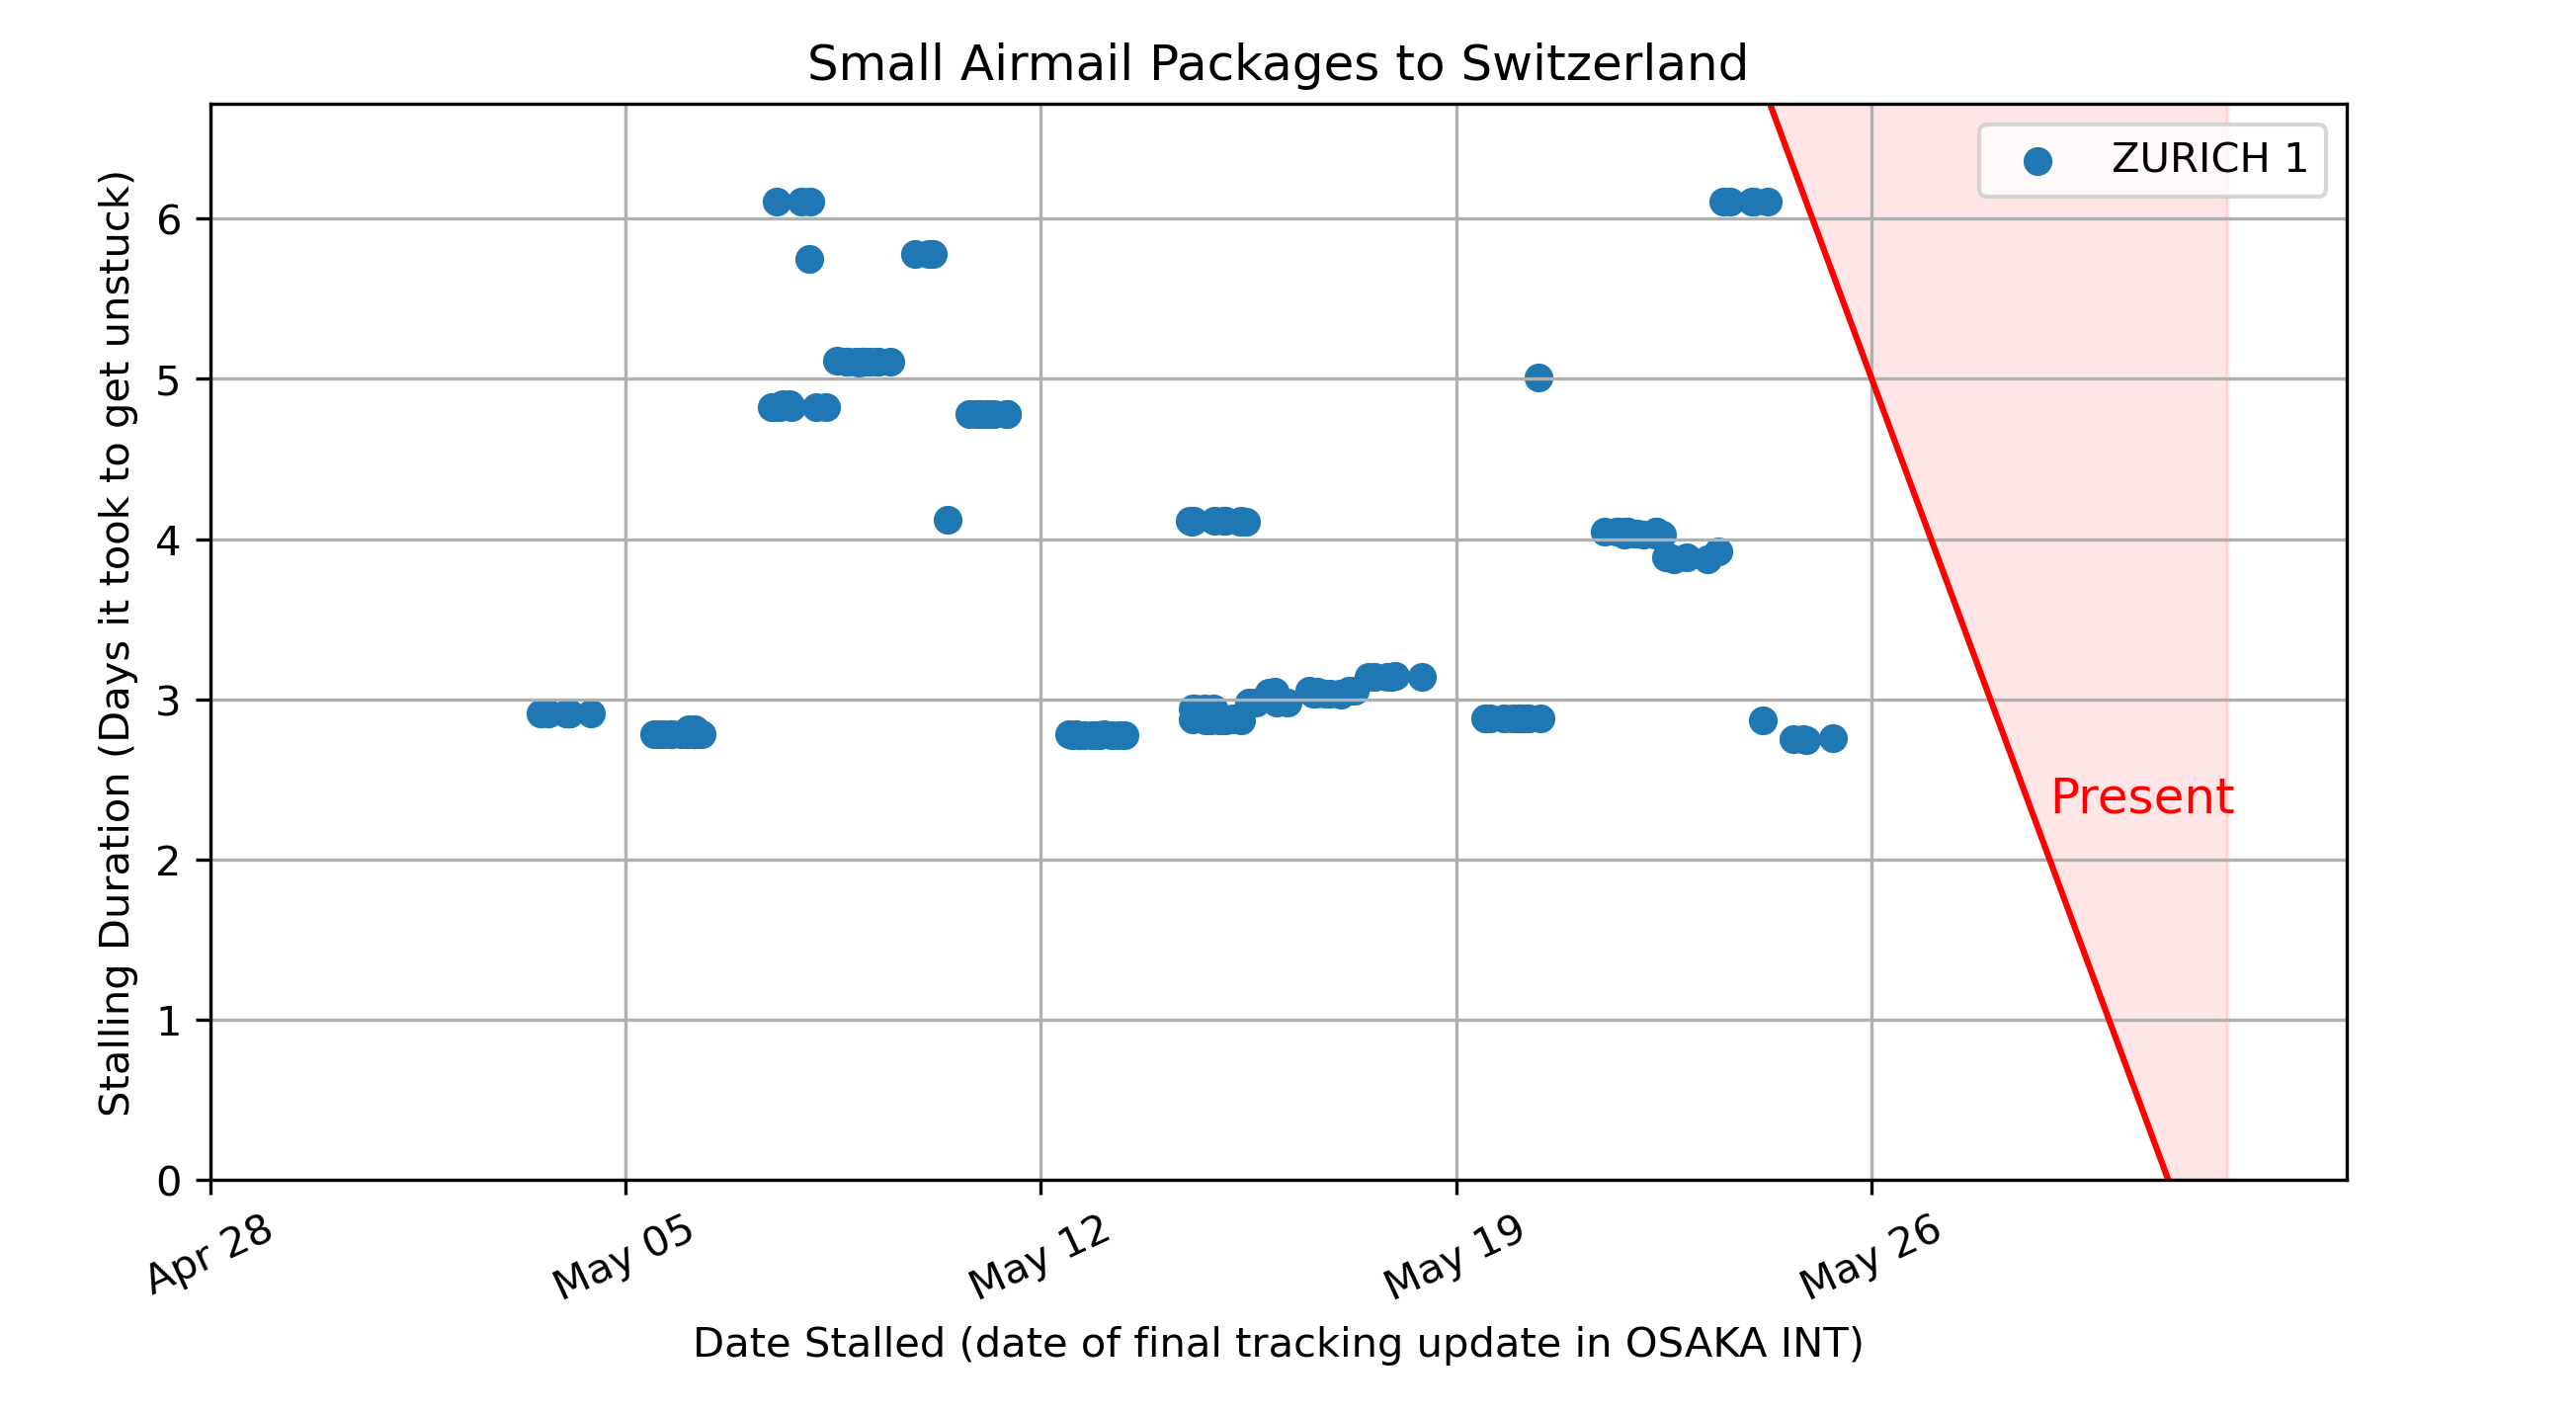 Small Airmail Packages to Switzerland
ZURICH 1
Stalling Duration (Days it took to get unstuck)
6
5
4
3
2
1
0
Present
Apr 28
May 05
May 12
May 19
May 26
Date Stalled (date of final tracking update in OSAKA INT)